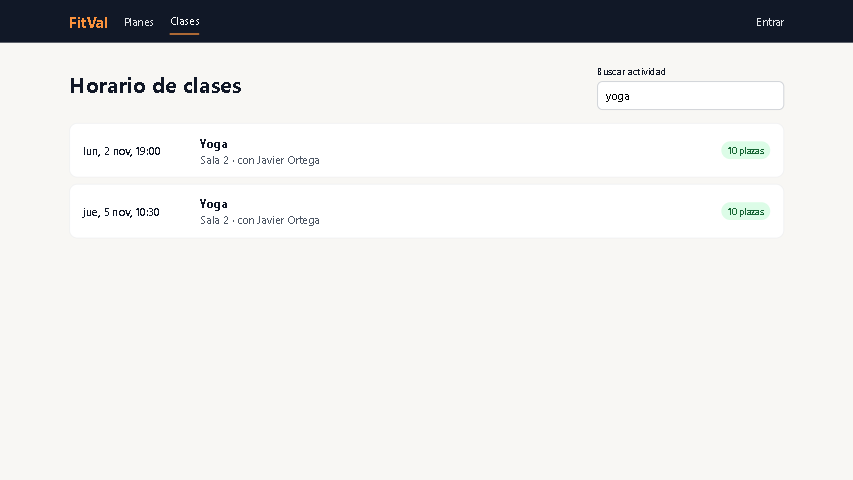 FitVal Planes Clases Entrar
Horario de clases
Buscar actividad
yoga
lun, 2 nov, 19:00
Yoga
Sala 2 · con Javier Ortega
10 plazas
jue, 5 nov, 10:30
Yoga
Sala 2 · con Javier Ortega
10 plazas